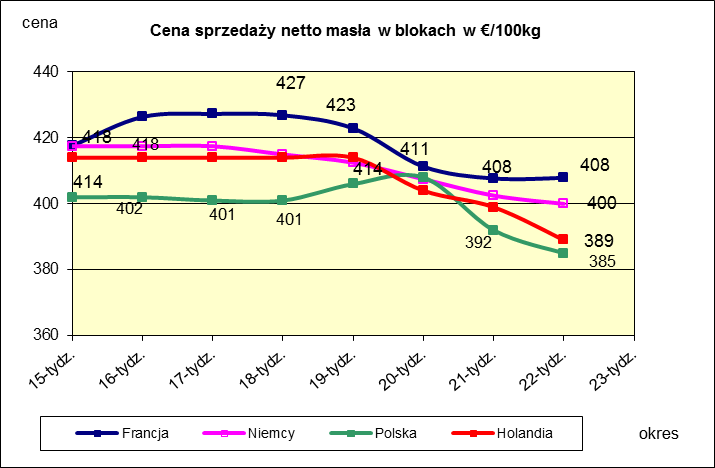 cena
Cena sprzedaży netto masła w blokach w €/100kg
440
427
423
420
418
418
411
414
408
408
414
400
402
401
401
400
392
389
385
380
360
15-tydz.
16-tydz.
17-tydz.
18-tydz.
19-tydz.
20-tydz.
21-tydz.
22-tydz.
23-tydz.
Francja Niemcy Polska Holandia
okres